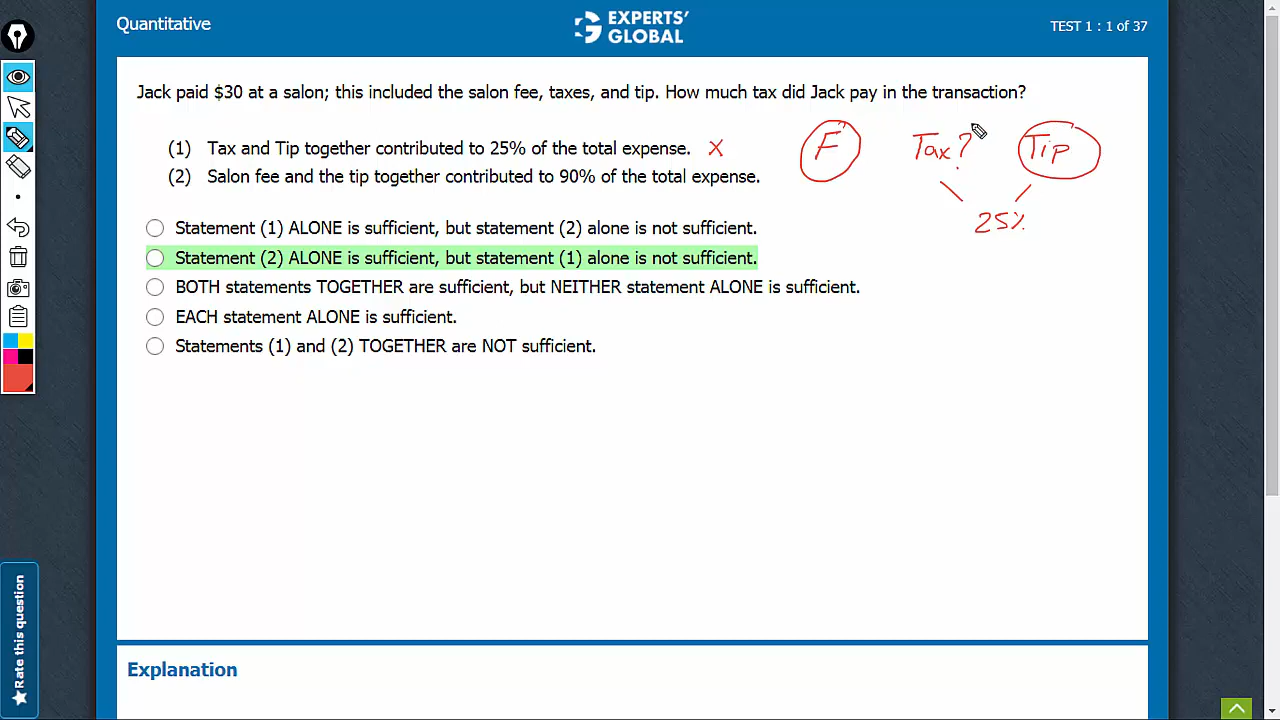 Quantitative
EXPERTS'
GLOBAL
TEST 1 : 1 of 37
Jack paid $30 at a salon; this included the salon fee, taxes, and tip. How much tax did Jack pay in the transaction?
(1) Tax and Tip together contributed to 25% of the total expense. X
(2) Salon fee and the tip together contributed to 90% of the total expense.
F Tax? Tip
25%
Statement (1) ALONE is sufficient, but statement (2) alone is not sufficient.
Statement (2) ALONE is sufficient, but statement (1) alone is not sufficient.
BOTH statements TOGETHER are sufficient, but NEITHER statement ALONE is sufficient.
EACH statement ALONE is sufficient.
Statements (1) and (2) TOGETHER are NOT sufficient.
Rate this question
Explanation